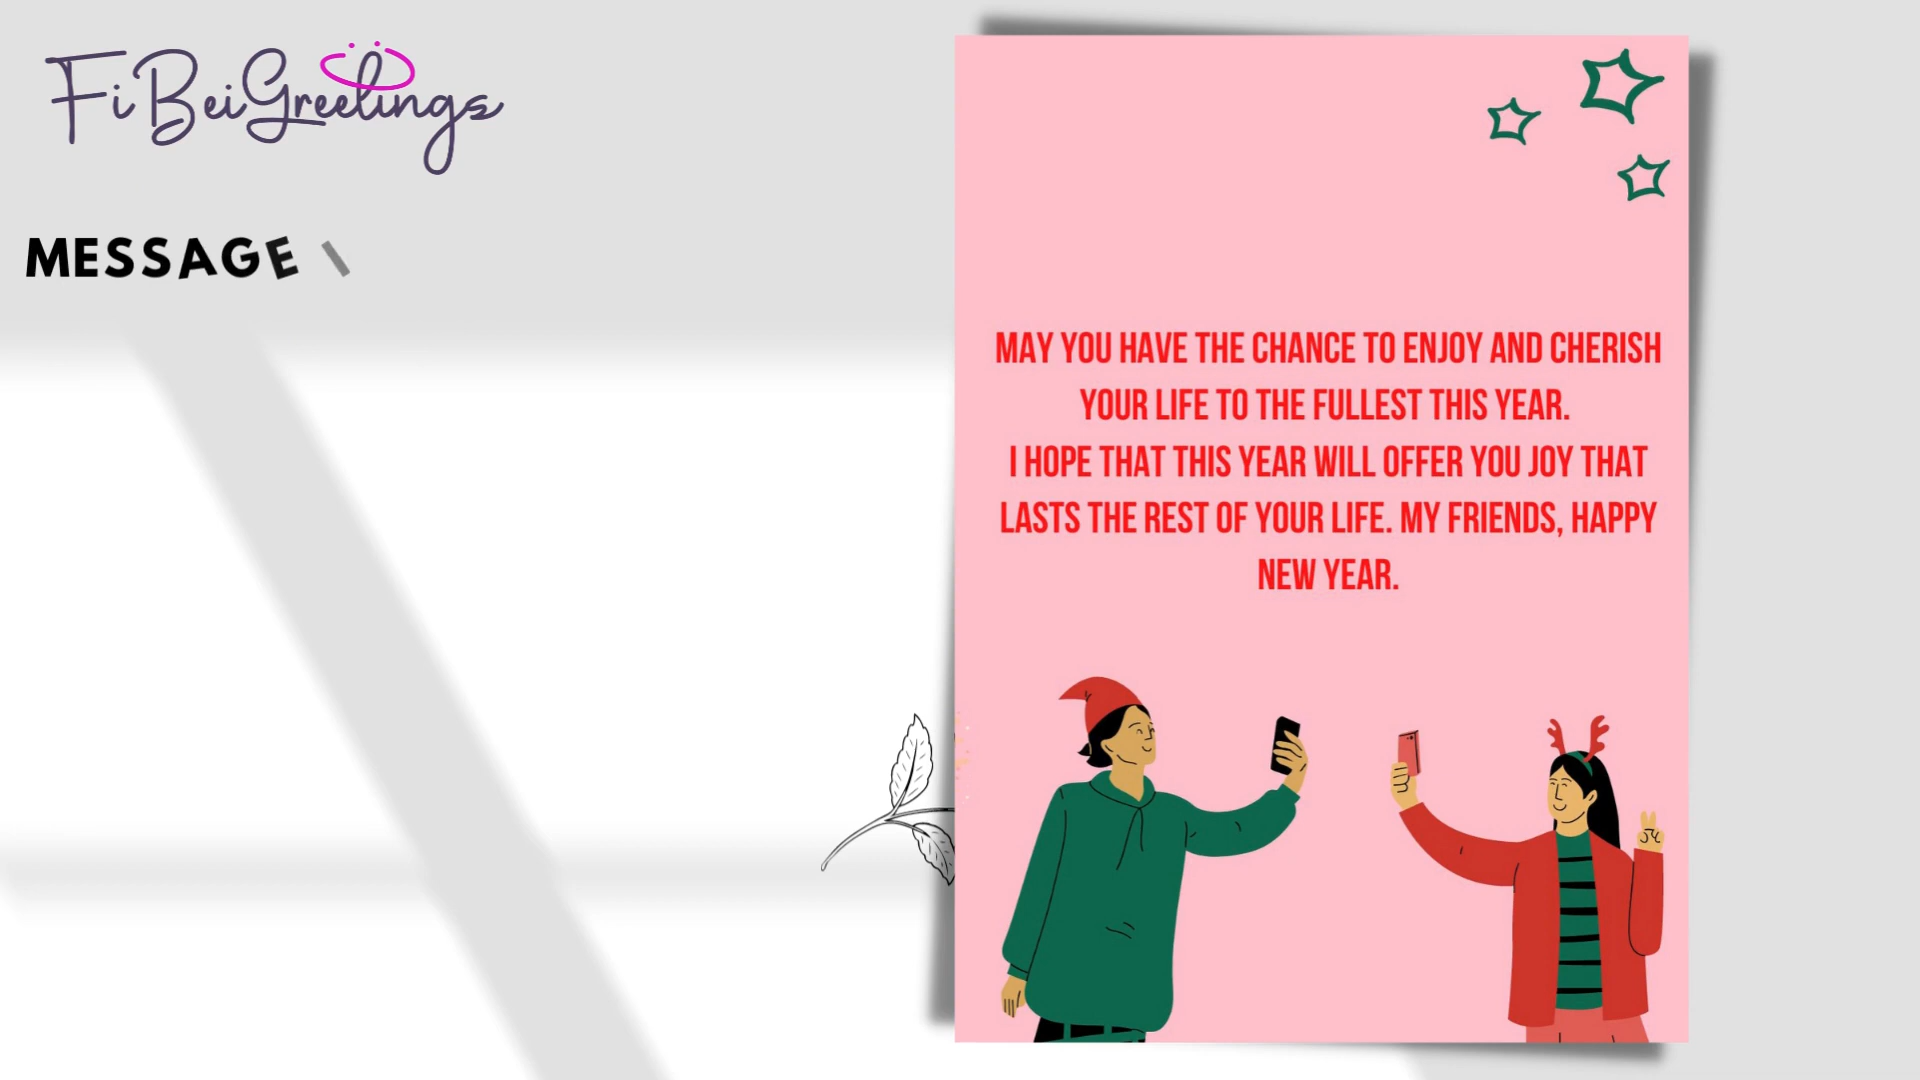 FiBeiGreetings
MESSAGE
MAY YOU HAVE THE CHANCE TO ENJOY AND CHERISH
YOUR LIFE TO THE FULLEST THIS YEAR.
I HOPE THAT THIS YEAR WILL OFFER YOU JOY THAT
LASTS THE REST OF YOUR LIFE. MY FRIENDS, HAPPY
NEW YEAR.